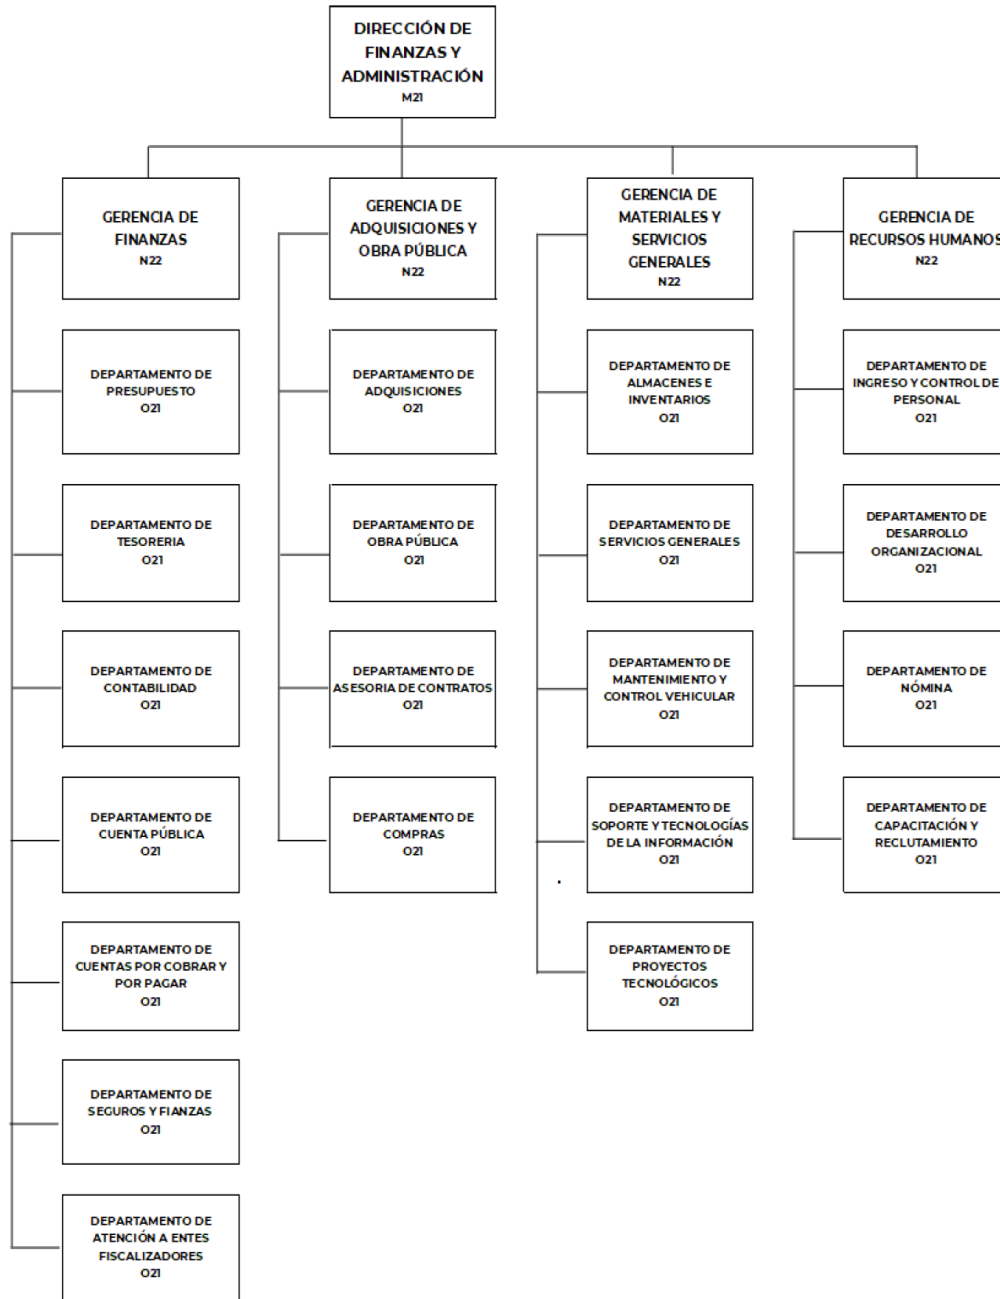 DIRECCIÓN DE
FINANZAS Y
ADMINISTRACIÓN
M21
GERENCIA DE
FINANZAS
N22
GERENCIA DE
ADQUISICIONES Y
OBRA PÚBLICA
N22
GERENCIA DE
MATERIALES Y
SERVICIOS
GENERALES
N22
GERENCIA DE
RECURSOS HUMANOS
N22
DEPARTAMENTO DE
PRESUPUESTO
O21
DEPARTAMENTO DE
ADQUISICIONES
O21
DEPARTAMENTO DE
ALMACENES E
INVENTARIOS
O21
DEPARTAMENTO DE
INGRESO Y CONTROL DE
PERSONAL
O21
DEPARTAMENTO DE
TESORERIA
O21
DEPARTAMENTO DE
OBRA PÚBLICA
O21
DEPARTAMENTO DE
SERVICIOS GENERALES
O21
DEPARTAMENTO DE
DESARROLLO
ORGANIZACIONAL
O21
DEPARTAMENTO DE
CONTABILIDAD
O21
DEPARTAMENTO DE
ASESORIA DE CONTRATOS
O21
DEPARTAMENTO DE
MANTENIMIENTO Y
CONTROL VEHICULAR
O21
DEPARTAMENTO DE
NÓMINA
O21
DEPARTAMENTO DE
CUENTA PÚBLICA
O21
DEPARTAMENTO DE
COMPRAS
O21
DEPARTAMENTO DE
SOPORTE Y TECNOLOGÍAS
DE LA INFORMACIÓN
O21
DEPARTAMENTO DE
CAPACITACIÓN Y
RECLUTAMIENTO
O21
DEPARTAMENTO DE
CUENTAS POR COBRAR Y
POR PAGAR
O21
DEPARTAMENTO DE
PROYECTOS
TECNOLÓGICOS
O21
DEPARTAMENTO DE
SEGUROS Y FIANZAS
O21
DEPARTAMENTO DE
ATENCIÓN A ENTES
FISCALIZADORES
O21